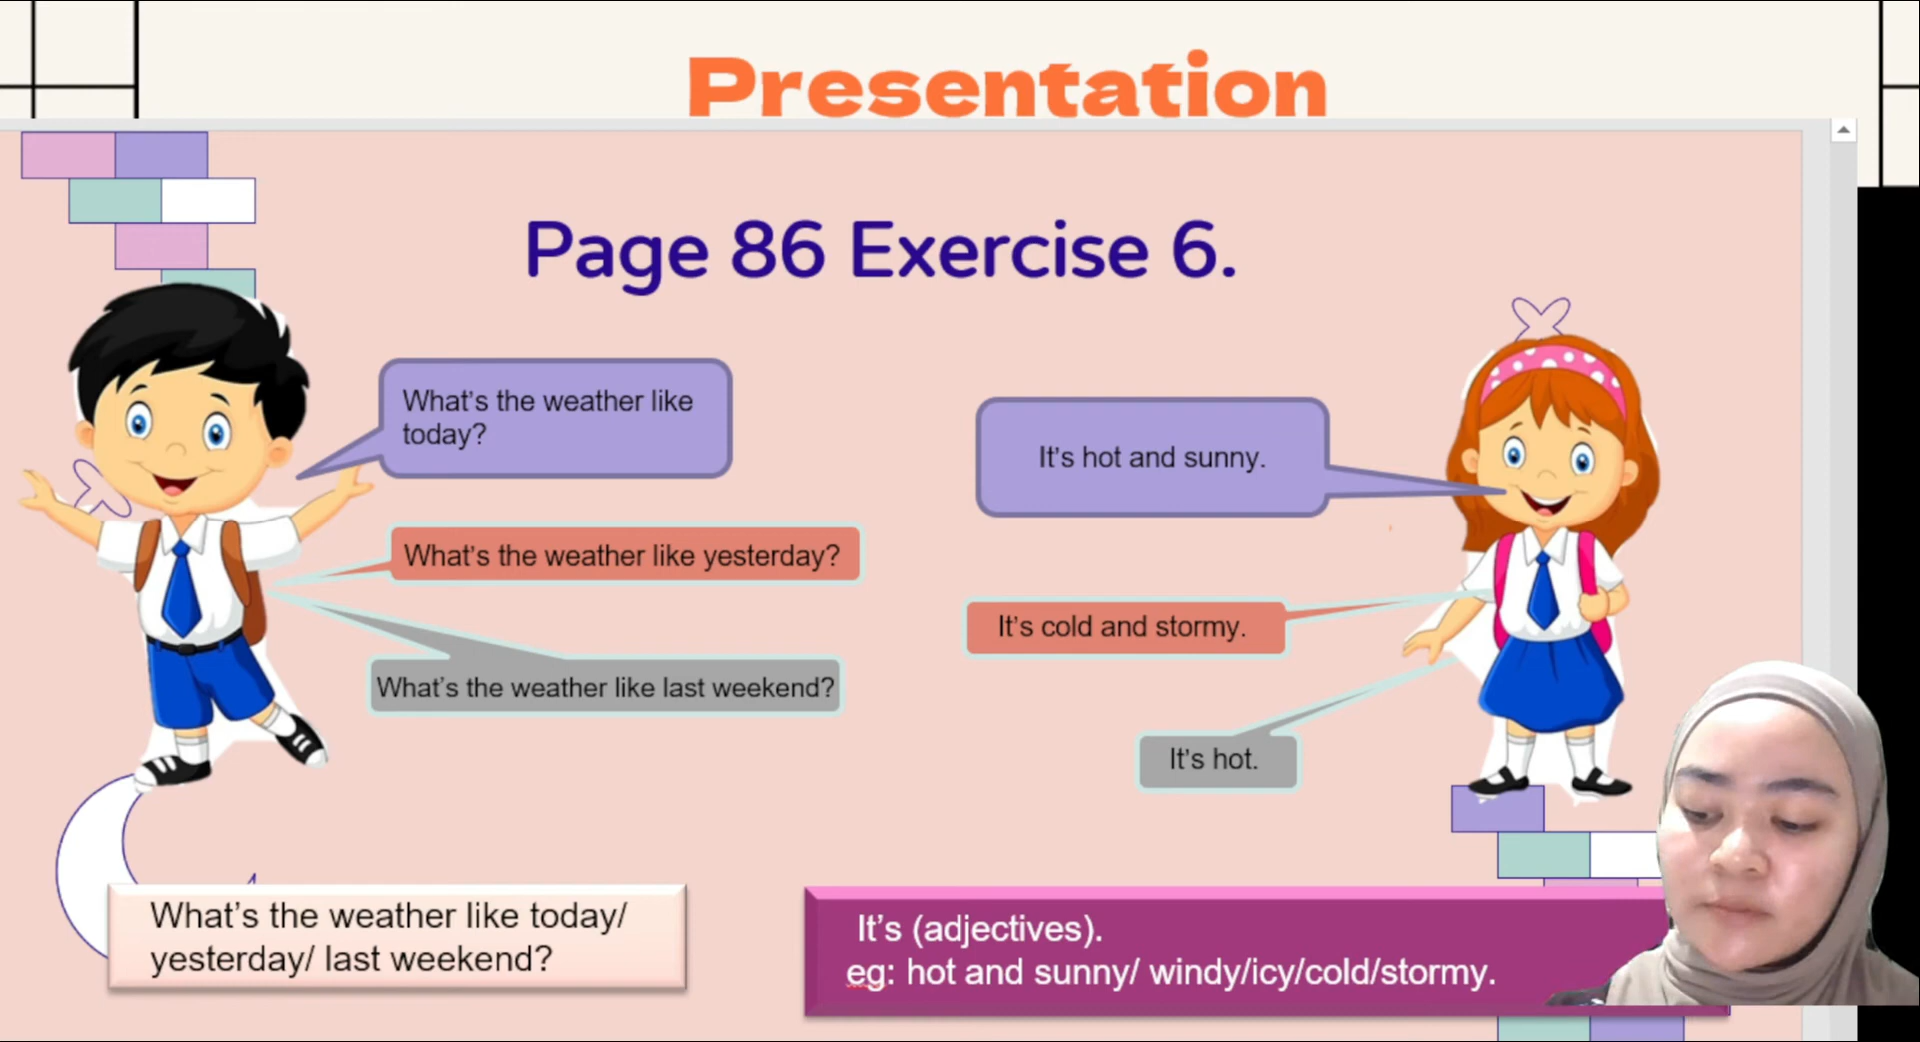 Presentation
Page 86 Exercise 6.
What's the weather like
today?
It's hot and sunny.
What's the weather like yesterday?
It's cold and stormy.
What's the weather like last weekend?
It's hot.
What's the weather like today/
yesterday/ last weekend?
It's (adjectives).
eg: hot and sunny/ windy/icy/cold/stormy.